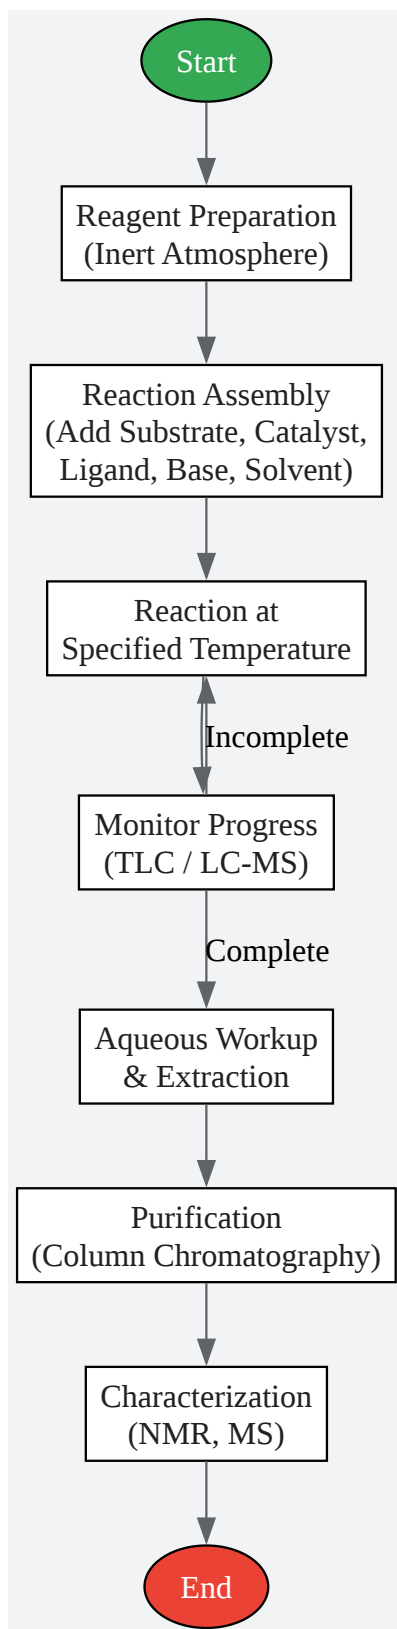 Start
Reagent Preparation
(Inert Atmosphere)
Reaction Assembly
(Add Substrate, Catalyst,
Ligand, Base, Solvent)
Reaction at
Specified Temperature
Incomplete
Monitor Progress
(TLC / LC-MS)
Complete
Aqueous Workup
& Extraction
Purification
(Column Chromatography)
Characterization
(NMR, MS)
End